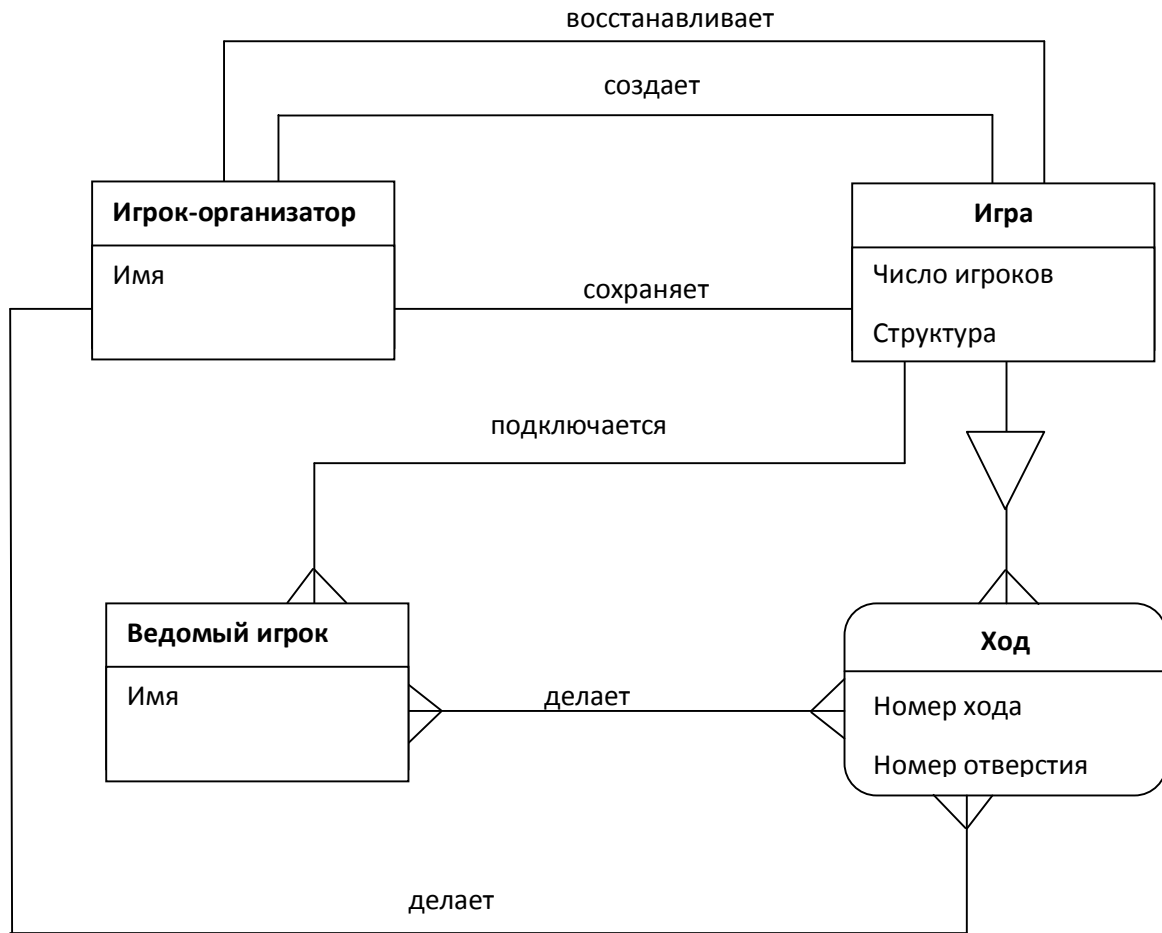 восстанавливает
создает
Игрок-организатор
Имя
Игра
Число игроков
Структура
сохраняет
подключается
Ведомый игрок
Имя
делает
Ход
Номер хода
Номер отверстия
делает